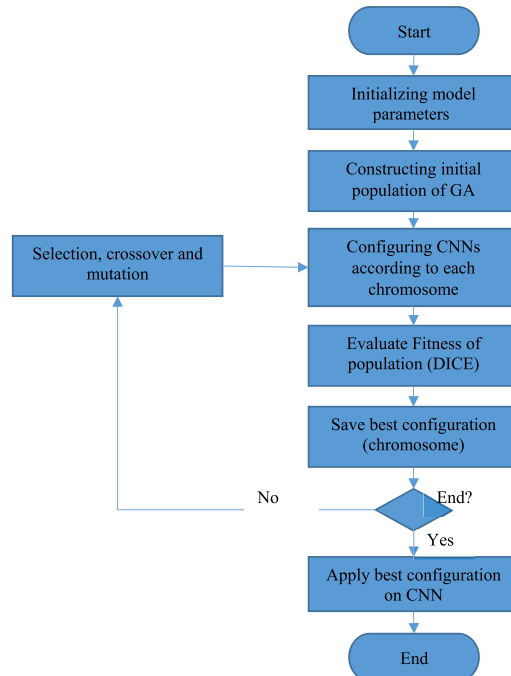 Start
Initializing model
parameters
Constructing initial
population of GA
Selection, crossover and
mutation
Configuring CNNs
according to each
chromosome
Evaluate Fitness of
population (DICE)
Save best configuration
(chromosome)
No
End?
Yes
Apply best configuration
on CNN
End